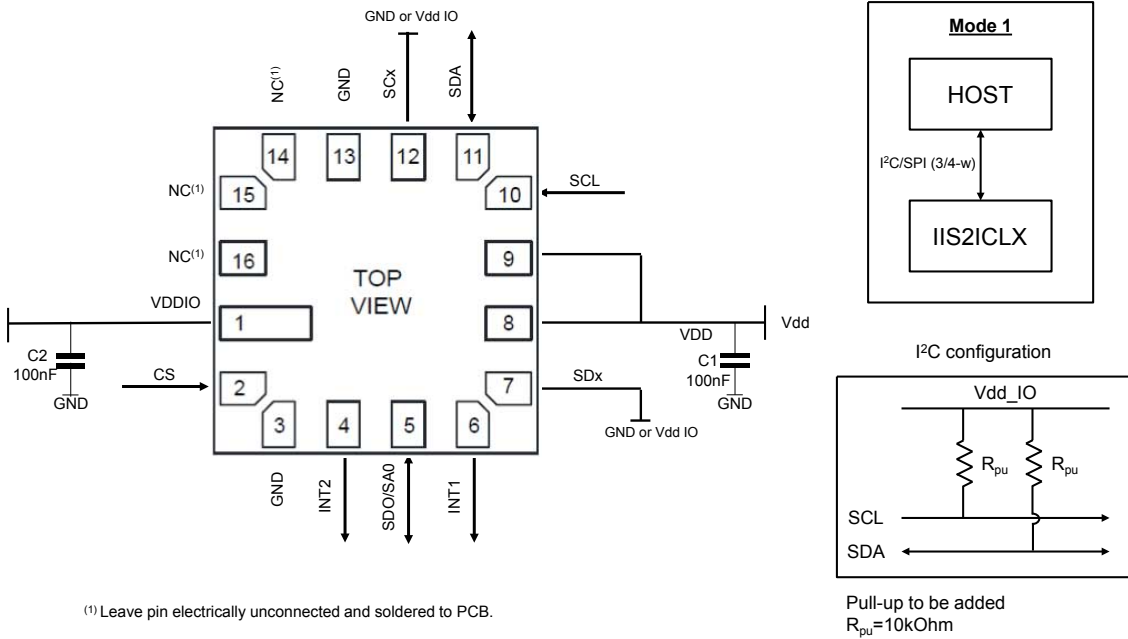 GND or Vdd IO
NC(1)
GND
SCx
SDA
14
13
12
11
NC(1)
15
10
SCL
NC(1)
16
9
TOP
VIEW
VDDIO
1
8
VDD
Vdd
C2
100nF
GND
C1
100nF
GND
CS
2
7
SDx
GND or Vdd IO
3
4
5
6
GND
INT2
SDO/SA0
INT1
(1) Leave pin electrically unconnected and soldered to PCB.
Mode 1
HOST
I²C/SPI (3/4-w)
IIS2ICLX
I²C configuration
Vdd_IO
Rpu
Rpu
SCL
SDA
Pull-up to be added
Rpu=10kOhm